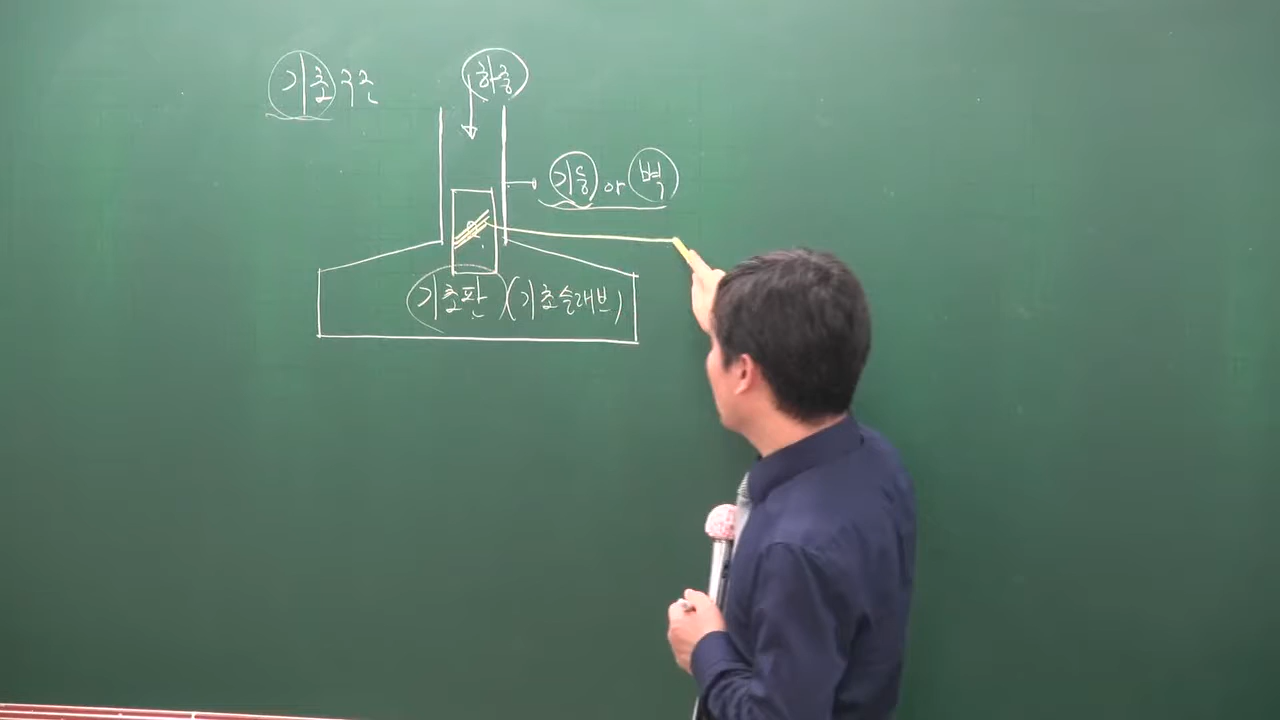 기초구조
하중
기둥 or 벽
기초판 (기초슬래브)